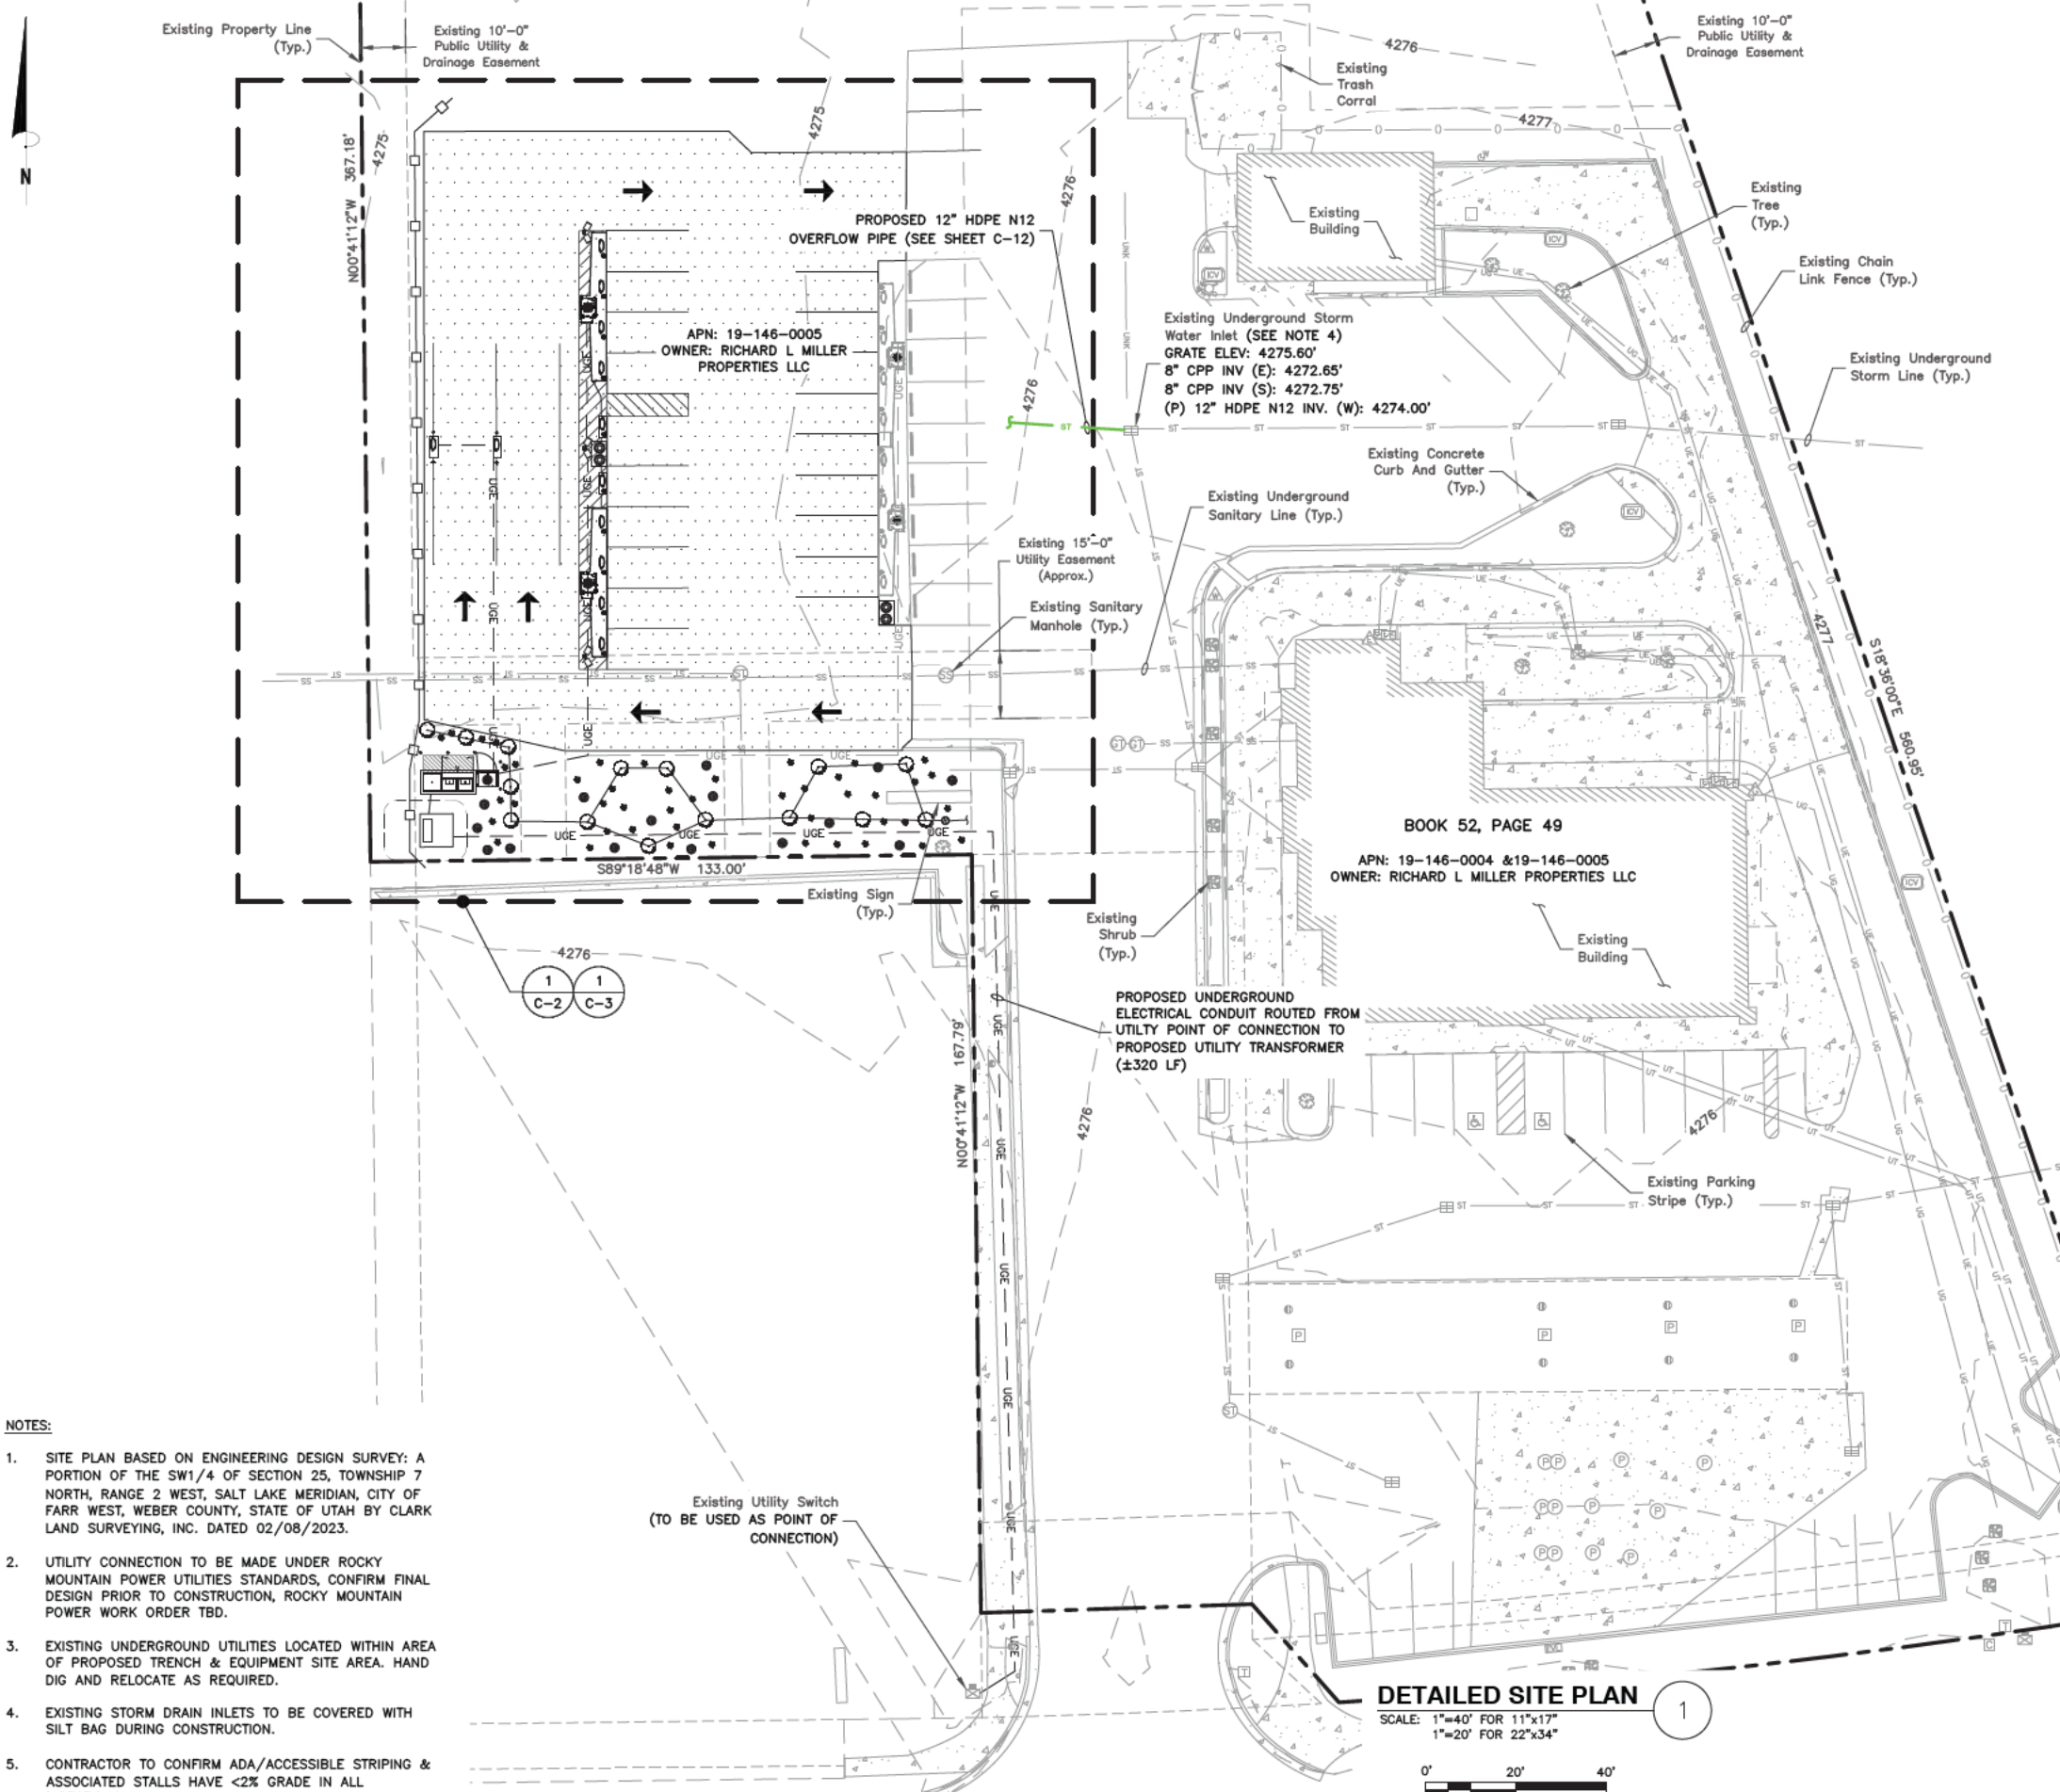 Existing Property Line
(Typ.)
Existing 10'-0"
Public Utility &
Drainage Easement
Existing 10'-0"
Public Utility &
Drainage Easement
4276
Existing
Trash
Corral
4277
4275
4275
4276
N00°41'12"W 367.18'
N
PROPOSED 12" HDPE N12
OVERFLOW PIPE (SEE SHEET C-12)
Existing
Building
Existing
Tree
(Typ.)
Existing Chain
Link Fence (Typ.)
APN: 19-146-0005
OWNER: RICHARD L MILLER
PROPERTIES LLC
Existing Underground Storm
Water Inlet (SEE NOTE 4)
GRATE ELEV: 4275.60'
8" CPP INV (E): 4272.65'
8" CPP INV (S): 4272.75'
(P) 12" HDPE N12 INV. (W): 4274.00'
Existing Underground
Storm Line (Typ.)
4276
Existing Concrete
Curb And Gutter
(Typ.)
Existing Underground
Sanitary Line (Typ.)
Existing 15'-0"
Utility Easement
(Approx.)
Existing Sanitary
Manhole (Typ.)
4277
S18°36'00"E 560.95'
BOOK 52, PAGE 49
APN: 19-146-0004 &19-146-0005
OWNER: RICHARD L MILLER PROPERTIES LLC
S89°18'48"W 133.00'
Existing Sign
(Typ.)
Existing
Shrub
(Typ.)
Existing
Building
4276
1
C-2
1
C-3
PROPOSED UNDERGROUND
ELECTRICAL CONDUIT ROUTED FROM
UTILTY POINT OF CONNECTION TO
PROPOSED UTILITY TRANSFORMER
(±320 LF)
N00°41'12"W 167.79'
4276
4276
Existing Parking
Stripe (Typ.)
NOTES:
1. SITE PLAN BASED ON ENGINEERING DESIGN SURVEY: A
PORTION OF THE SW1/4 OF SECTION 25, TOWNSHIP 7
NORTH, RANGE 2 WEST, SALT LAKE MERIDIAN, CITY OF
FARR WEST, WEBER COUNTY, STATE OF UTAH BY CLARK
LAND SURVEYING, INC. DATED 02/08/2023.
2. UTILITY CONNECTION TO BE MADE UNDER ROCKY
MOUNTAIN POWER UTILITIES STANDARDS, CONFIRM FINAL
DESIGN PRIOR TO CONSTRUCTION, ROCKY MOUNTAIN
POWER WORK ORDER TBD.
3. EXISTING UNDERGROUND UTILITIES LOCATED WITHIN AREA
OF PROPOSED TRENCH & EQUIPMENT SITE AREA. HAND
DIG AND RELOCATE AS REQUIRED.
4. EXISTING STORM DRAIN INLETS TO BE COVERED WITH
SILT BAG DURING CONSTRUCTION.
5. CONTRACTOR TO CONFIRM ADA/ACCESSIBLE STRIPING &
ASSOCIATED STALLS HAVE <2% GRADE IN ALL
Existing Utility Switch
(TO BE USED AS POINT OF
CONNECTION)
DETAILED SITE PLAN
1
SCALE: 1"=40' FOR 11"x17"
1"=20' FOR 22"x34"
0' 20' 40'